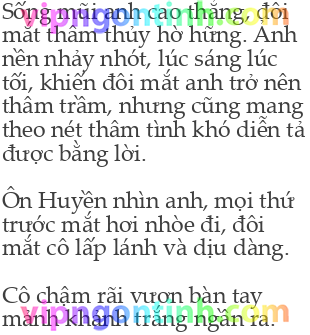 Sống mũi anh cao thẳng, đôi
mắt thâm thúy hờ hững. Ánh
nến nhảy nhót, lúc sáng lúc
tối, khiến đôi mắt anh trở nên
thâm trầm, nhưng cũng mang
theo nét thâm tình khó diễn tả
được bằng lời.
Ôn Huyền nhìn anh, mọi thứ
trước mắt hơi nhòe đi, đôi
mắt cô lấp lánh và dịu dàng.
Cô chậm rãi vươn bàn tay
mảnh khảnh trắng ngần ra.
vipngontinh.com
vipngontinh.com